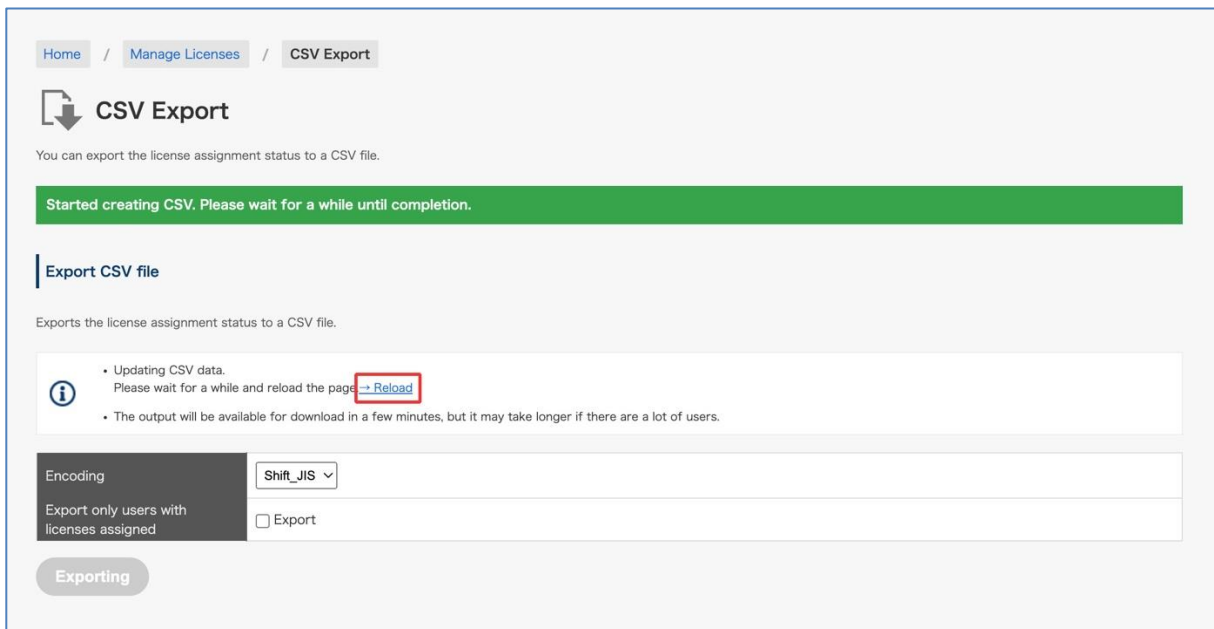 Home / Manage Licenses / CSV Export
CSV Export
You can export the license assignment status to a CSV file.
Started creating CSV. Please wait for a while until completion.
Export CSV file
Exports the license assignment status to a CSV file.
• Updating CSV data.
Please wait for a while and reload the page → Reload
• The output will be available for download in a few minutes, but it may take longer if there are a lot of users.
Encoding Shift_JIS
Export only users with
licenses assigned
Export
Exporting